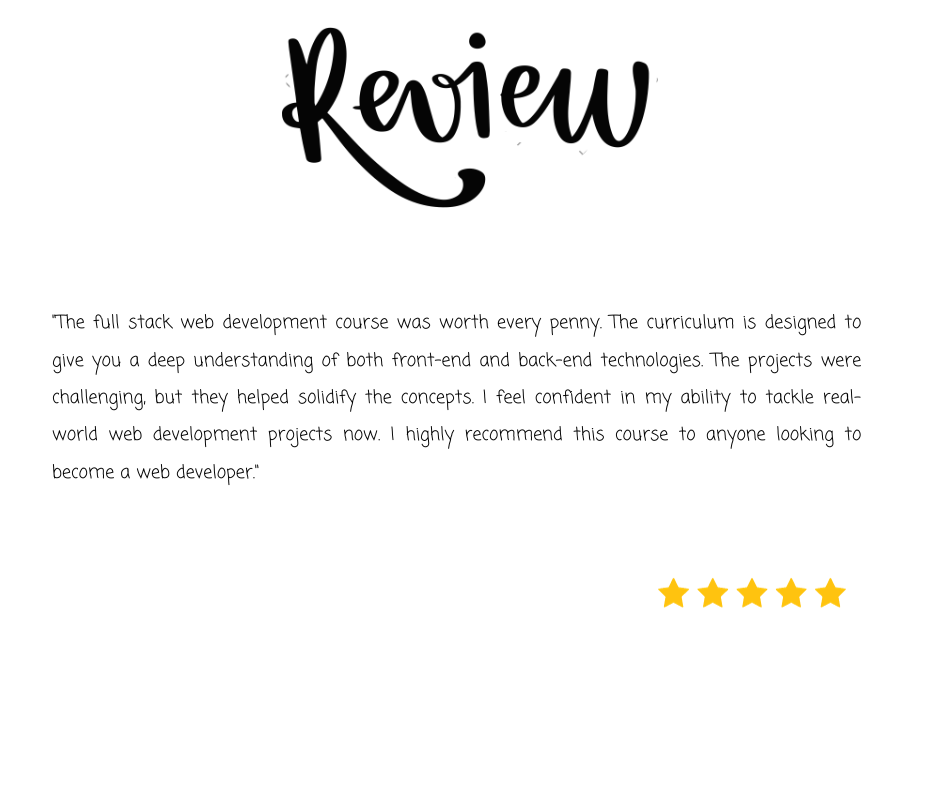 Review
"The full stack web development course was worth every penny. The curriculum is designed to
give you a deep understanding of both front-end and back-end technologies. The projects were
challenging, but they helped solidify the concepts. I feel confident in my ability to tackle real-
world web development projects now. I highly recommend this course to anyone looking to
become a web developer."